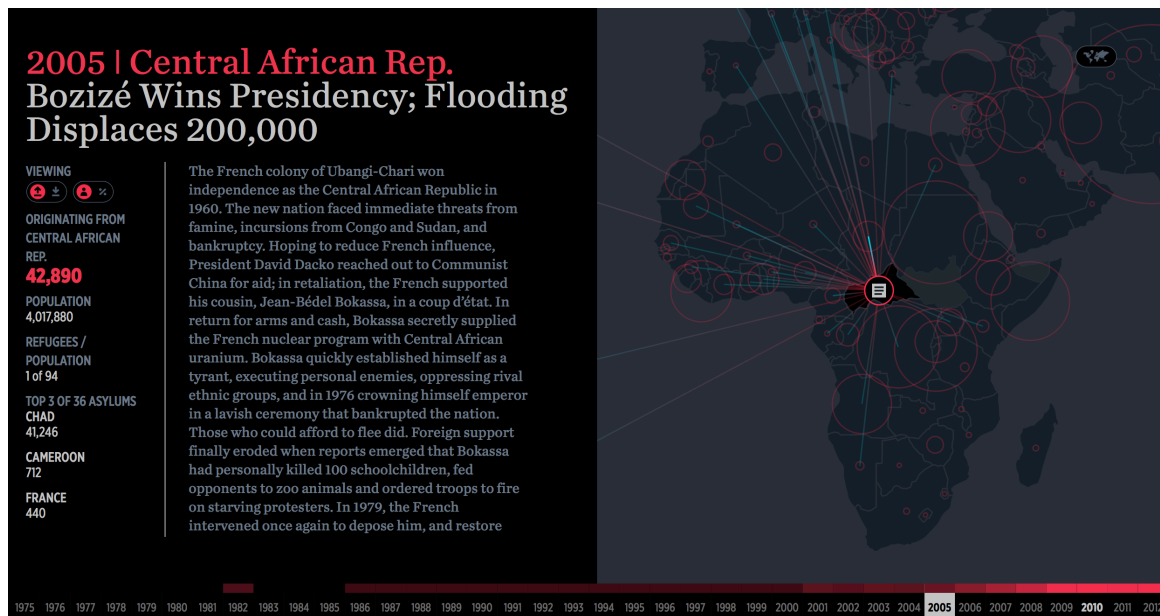 2005 | Central African Rep.
Bozizé Wins Presidency; Flooding
Displaces 200,000
VIEWING
%
ORIGINATING FROM
CENTRAL AFRICAN
REP.
42,890
POPULATION
4,017,880
REFUGEES /
POPULATION
1 of 94
TOP 3 OF 36 ASYLUMS
CHAD
41,246
CAMEROON
712
FRANCE
440
The French colony of Ubangi-Chari won
independence as the Central African Republic in
1960. The new nation faced immediate threats from
famine, incursions from Congo and Sudan, and
bankruptcy. Hoping to reduce French influence,
President David Dacko reached out to Communist
China for aid; in retaliation, the French supported
his cousin, Jean-Bédel Bokassa, in a coup d'état. In
return for arms and cash, Bokassa secretly supplied
the French nuclear program with Central African
uranium. Bokassa quickly established himself as a
tyrant, executing personal enemies, oppressing rival
ethnic groups, and in 1976 crowning himself emperor
in a lavish ceremony that bankrupted the nation.
Those who could afford to flee did. Foreign support
finally eroded when reports emerged that Bokassa
had personally killed 100 schoolchildren, fed
opponents to zoo animals and ordered troops to fire
on starving protesters. In 1979, the French
intervened once again to depose him, and restore
1975 1976 1977 1978 1979 1980 1981 1982 1983 1984 1985 1986 1987 1988 1989 1990 1991 1992 1993 1994 1995 1996 1997 1998 1999 2000 2001 2002 2003 2004 2005 2006 2007 2008 2009 2010 2011